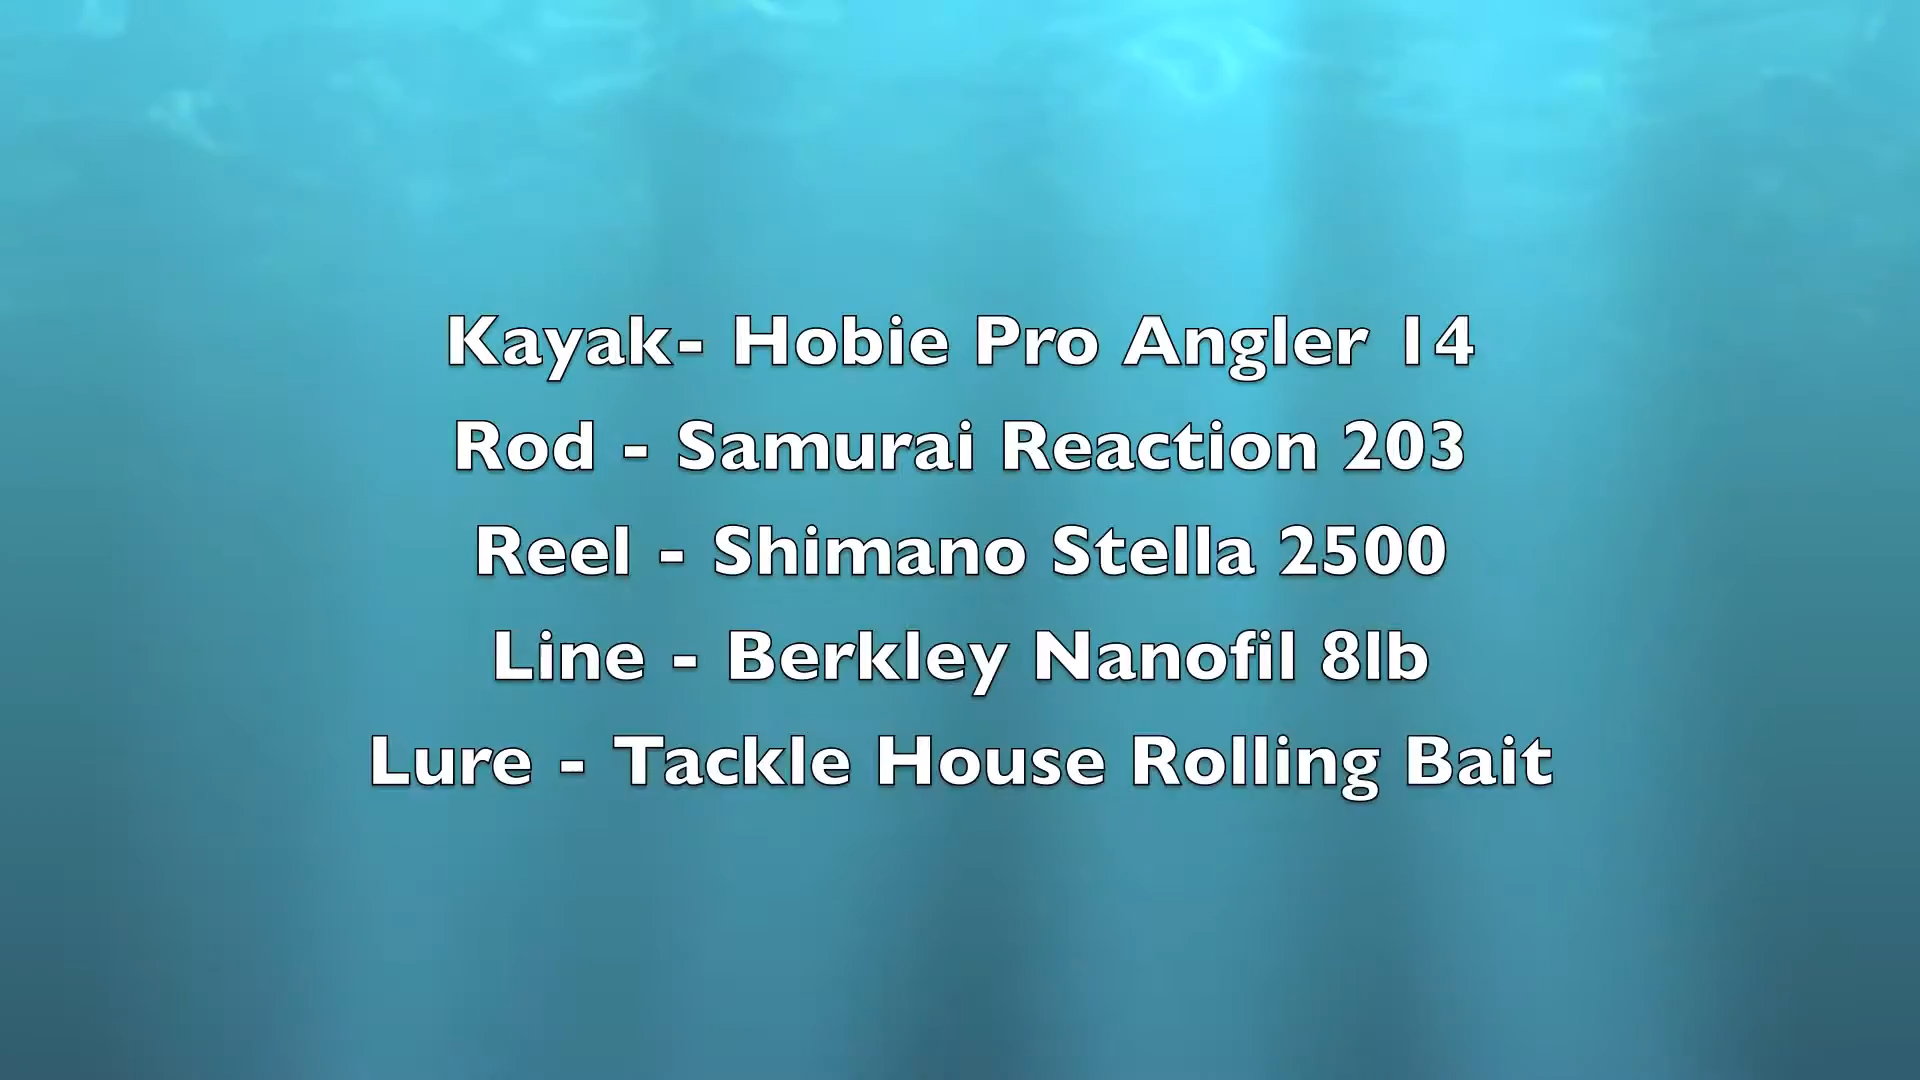 Kayak- Hobie Pro Angler 14
Rod - Samurai Reaction 203
Reel - Shimano Stella 2500
Line - Berkley Nanofil 8lb
Lure - Tackle House Rolling Bait